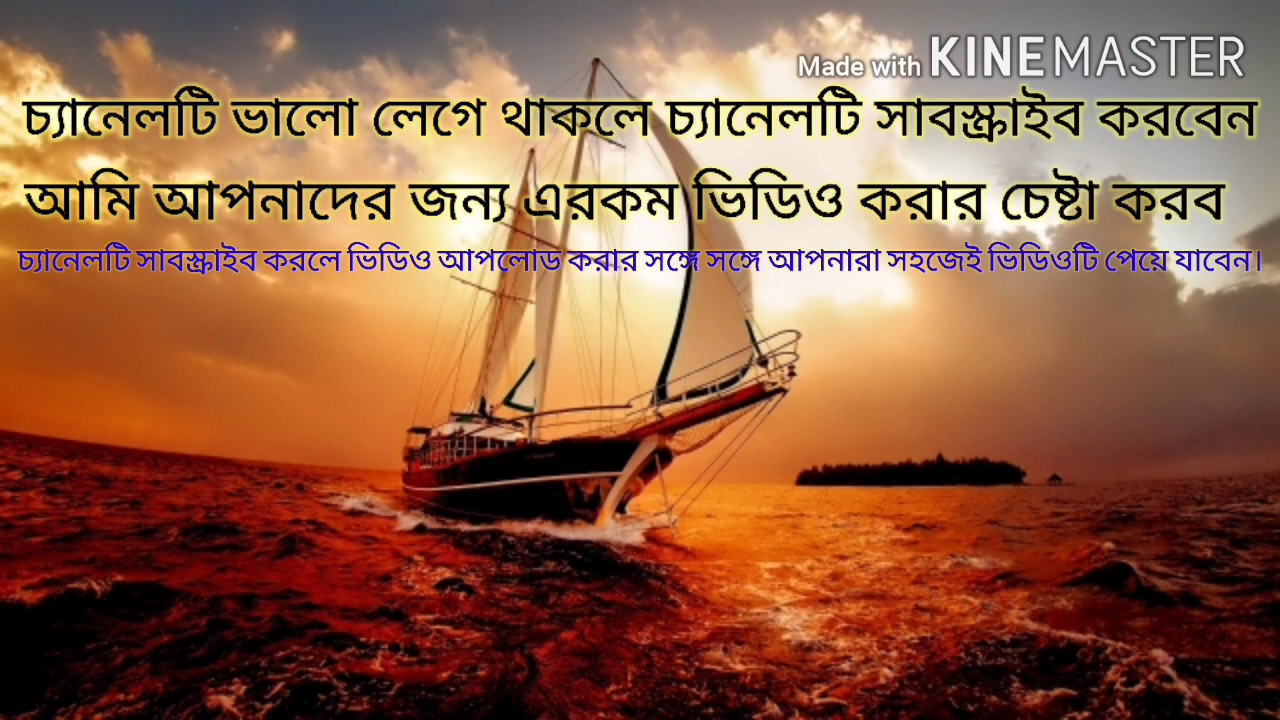 Made with KINEMASTER
চ্যানেলটি ভালো লেগে থাকলে চ্যানেলটি সাবস্ক্রাইব করবেন
আমি আপনাদের জন্য এরকম ভিডিও করার চেষ্টা করব
চ্যানেলটি সাবস্ক্রাইব করলে ভিডিও আপলোড করার সঙ্গে সঙ্গে আপনারা সহজেই ভিডিওটি পেয়ে যাবেন।